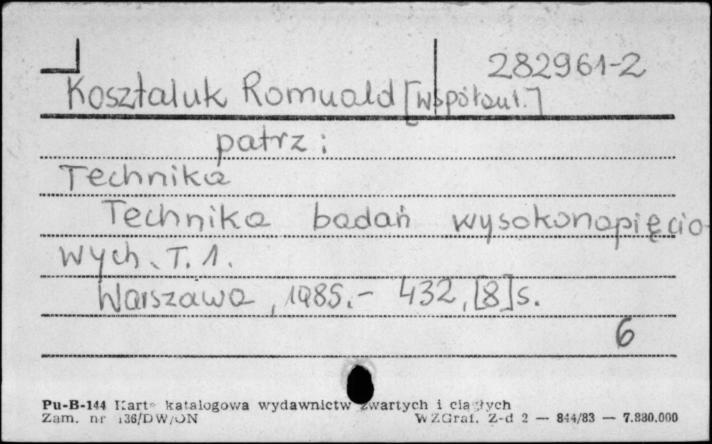 282961-2
Kosztaluk Romuald [współaut.]
patrz:
Technika
Technika badań wysokonapięcio-
wych. T. 1.
Warszawa, 1985.- 432, [8] s.
6
Pu-B-144 Karta katalogowa wydawnictw zwartych i ciągłych
Zam. nr 136/DW/ON WZGraf. Z-d 2 — 844/83 — 7.880.000